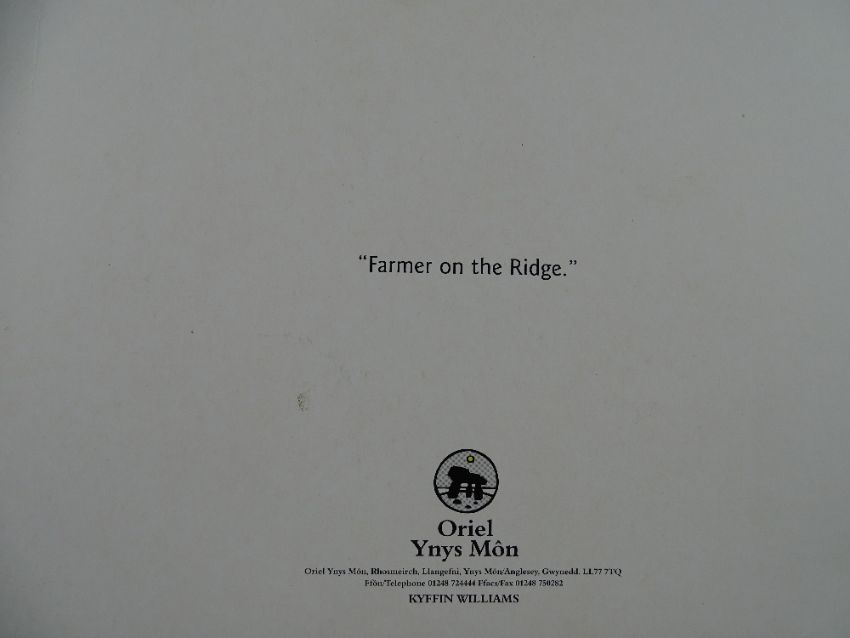 “Farmer on the Ridge.”
Oriel
Ynys Môn
Oriel Ynys Môn, Rhosmeirch, Llangefni, Ynys Môn/Anglesey, Gwynedd. LL77 7TQ
Ffôn/Telephone 01248 724444 Ffacs/Fax 01248 750282
KYFFIN WILLIAMS